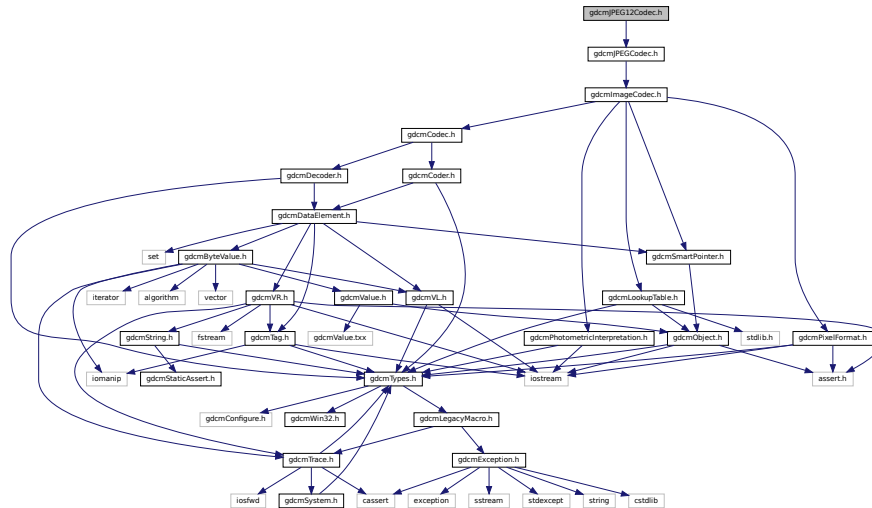 gdcmJPEG12Codec.h
gdcmJPEGCodec.h
gdcmImageCodec.h
gdcmCodec.h
gdcmDecoder.h
gdcmCoder.h
gdcmDataElement.h
set
gdcmByteValue.h
gdcmSmartPointer.h
iterator
algorithm
vector
gdcmVR.h
gdcmValue.h
gdcmVL.h
gdcmLookupTable.h
gdcmString.h
fstream
gdcmTag.h
gdcmValue.txx
gdcmPhotometricInterpretation.h
gdcmObject.h
stdlib.h
gdcmPixelFormat.h
iomanip
gdcmStaticAssert.h
gdcmTypes.h
iostream
assert.h
gdcmConfigure.h
gdcmWin32.h
gdcmLegacyMacro.h
gdcmTrace.h
gdcmException.h
iosfwd
gdcmSystem.h
cassert
exception
sstream
stdexcept
string
cstdlib